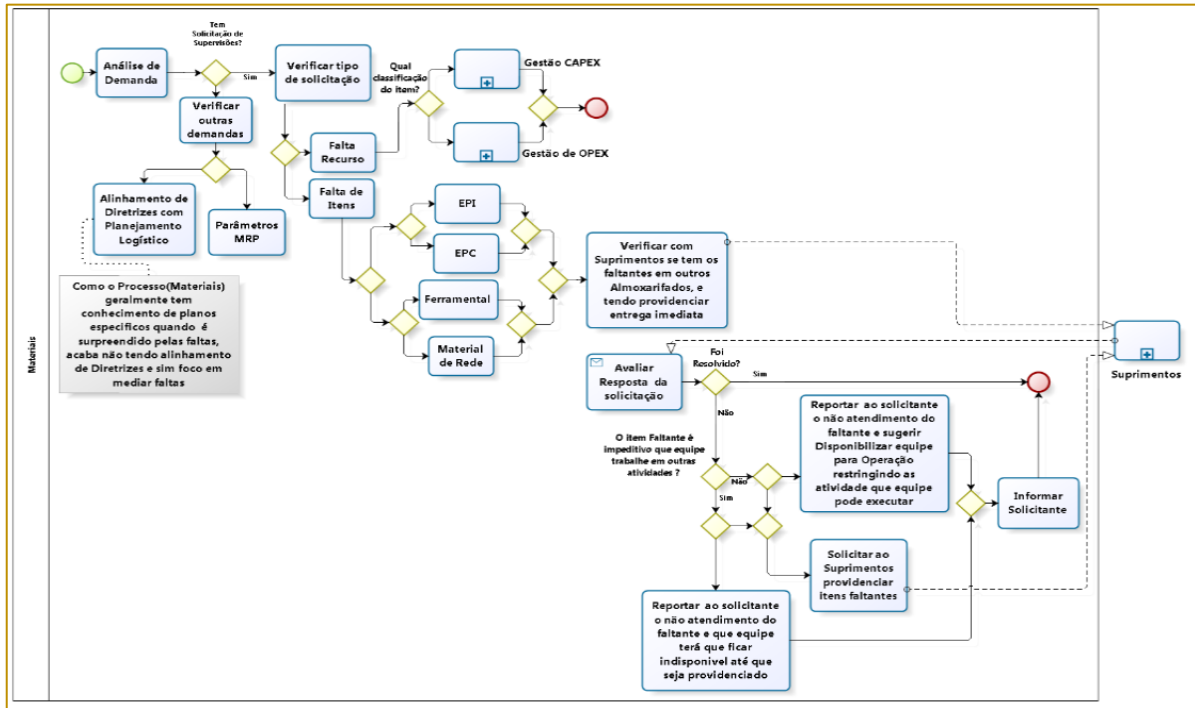 Materiais
Análise de
Demanda
Tem
Solicitação de
Supervisões?
Sim
Verificar
outras
demandas
Alinhamento de
Diretrizes com
Planejamento
Logístico
Parâmetros
MRP
Como o Processo(Materiais)
geralmente tem
conhecimento de planos
especificos quando é
surpreendido pelas faltas,
acaba não tendo alinhamento
de Diretrizes e sim foco em
mediar faltas
Verificar tipo
de solicitação
Falta
Recurso
Falta de
Itens
Qual
classificação
do item?
Gestão CAPEX
Gestão de OPEX
EPI
EPC
Ferramental
Material
de Rede
Verificar com
Suprimentos se tem os
faltantes em outros
Almoxarifados, e
tendo providenciar
entrega imediata
Suprimentos
Avaliar
Resposta da
solicitação
Foi
Resolvido?
Sim
Não
O item Faltante é
impeditivo que equipe
trabalhe em outras
atividades ?
Não
Sim
Reportar ao solicitante
o não atendimento do
faltante e sugerir
Disponibilizar equipe
para Operação
restringindo as
atividade que equipe
pode executar
Informar
Solicitante
Solicitar ao
Suprimentos
providenciar
itens faltantes
Reportar ao solicitante
o não atendimento do
faltante e que equipe
terá que ficar
indisponivel até que
seja providenciado